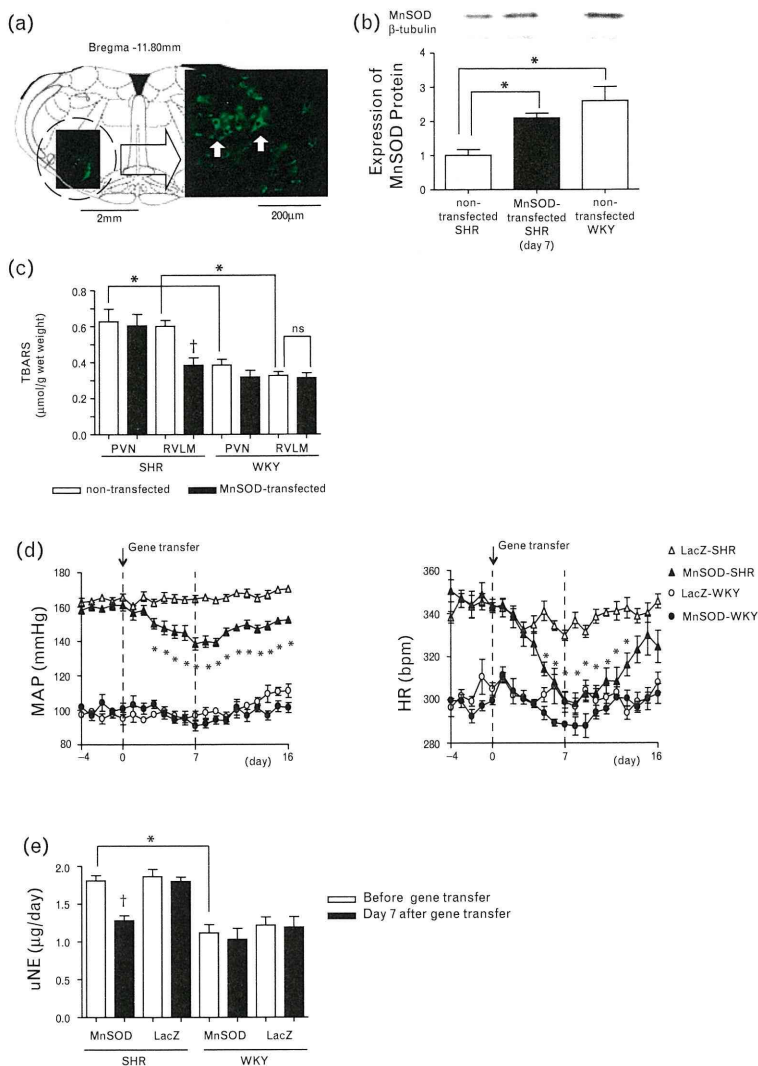 (a)
Bregma -11.80mm
2mm
200μm
(b)
MnSOD
β-tubulin
Expression of
MnSOD Protein
4
3
2
1
0
*
*
non-
transfected
SHR
MnSOD-
transfected
SHR
(day 7)
non-
transfected
WKY
(c)
TBARS
(μmol/g wet weight)
0.8
0.6
0.4
0.2
0.0
*
*
†
ns
PVN RVLM PVN RVLM
SHR WKY
non-transfected MnSOD-transfected
(d)
Gene transfer
MAP (mmHg)
180
160
140
120
100
80
* * * * * * * * * * * * * *
−4 0 7 (day) 16
Gene transfer
HR (bpm)
360
340
320
300
280
* * * * * * * * *
−4 0 7 (day) 16
LacZ-SHR
MnSOD-SHR
LacZ-WKY
MnSOD-WKY
(e)
uNE (μg/day)
2.0
1.5
1.0
0.5
0.0
*
†
MnSOD LacZ MnSOD LacZ
SHR WKY
Before gene transfer
Day 7 after gene transfer